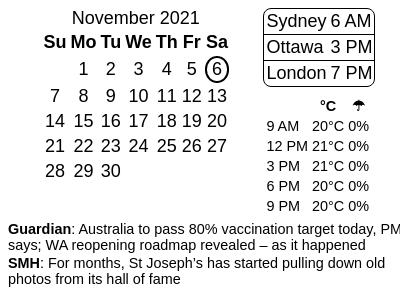 November 2021
Su Mo Tu We Th Fr Sa
1 2 3 4 5 6
7 8 9 10 11 12 13
14 15 16 17 18 19 20
21 22 23 24 25 26 27
28 29 30
Sydney 6 AM
Ottawa 3 PM
London 7 PM
°C ☂
9 AM 20°C 0%
12 PM 21°C 0%
3 PM 21°C 0%
6 PM 20°C 0%
9 PM 20°C 0%
Guardian: Australia to pass 80% vaccination target today, PM
says; WA reopening roadmap revealed – as it happened
SMH: For months, St Joseph’s has started pulling down old
photos from its hall of fame